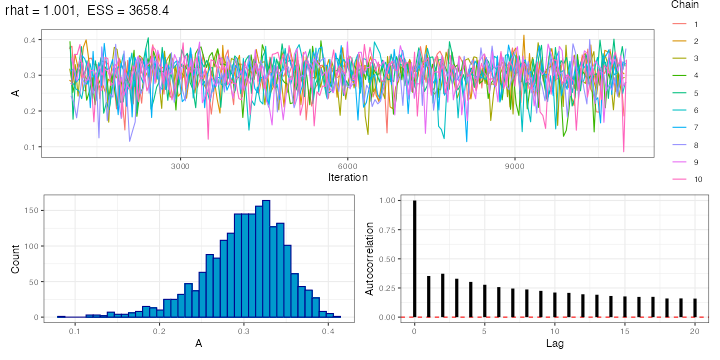 rhat = 1.001, ESS = 3658.4
Chain
1
2
3
4
5
6
7
8
9
10
A
0.4
0.3
0.2
0.1
3000 6000 9000
Iteration
Count
150
100
50
0
0.1 0.2 0.3 0.4
A
Autocorrelation
1.00
0.75
0.50
0.25
0.00
0 5 10 15 20
Lag